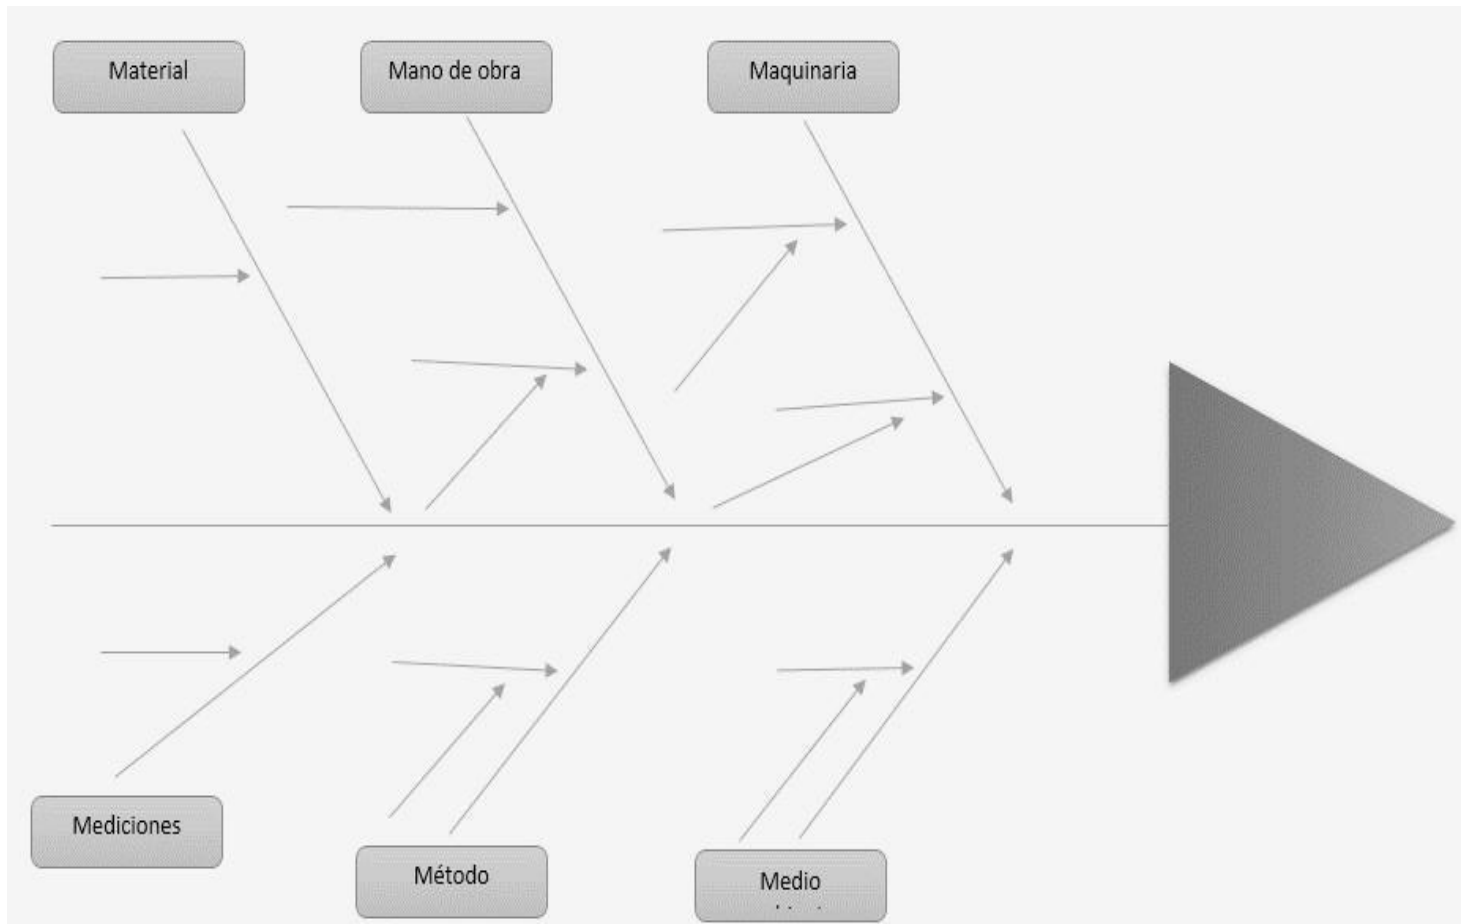 Material
Mano de obra
Maquinaria
Mediciones
Método
Medio